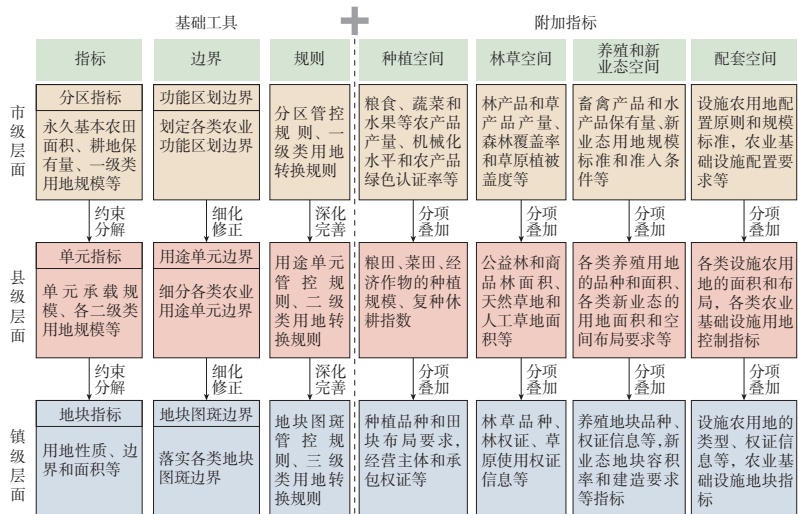 基础工具
附加指标
指标
边界
规则
种植空间
林草空间
养殖和新
业态空间
配套空间
市级层面
分区指标
永久基本农田
面积、耕地保
有量、一级类
用地规模等
功能区划边界
划定各类农业
功能区划边界
分区管控
规则、一
级类用地
转换规则
粮食、蔬菜和
水果等农产品
产量、机械化
水平和农产品
绿色认证率等
林产品和草
产品产量、
森林覆盖率
和草原植被
盖度等
畜禽产品和水
产品保有量、新
业态用地规模
标准和准入条
件等
设施农用地配
置原则和规模
标准，农业基
础设施配置要
求等
约束
分解
细化
修正
深化
完善
分项
叠加
分项
叠加
分项
叠加
分项
叠加
县级层面
单元指标
单元承载规
模、各二级类
用地规模等
用途单元边界
细分各类农业
用途单元边界
用途单元
管控规
则、二级
类用地转
换规则
粮田、菜田、经
济作物的种植
规模、复种休
耕指数
公益林和商
品林面积、
天然草地和
人工草地面
积等
各类养殖用地
的品种和面积、
各类新业态的
用地面积和空
间布局要求等
各类设施农用
地的面积和布
局，各类农业
基础设施用地
控制指标
约束
分解
细化
修正
深化
完善
分项
叠加
分项
叠加
分项
叠加
分项
叠加
镇级层面
地块指标
用地性质、边
界和面积等
地块图斑边界
落实各类地块
图斑边界
地块图斑
管控规
则、三级
类用地转
换规则
种植品种和田
块布局要求，
经营主体和承
包权证等
林草品种、
林权证、草
原使用权证
信息等
养殖地块品种、
权证信息等，新
业态地块容积
率和建造要求
等指标
设施农用地的
类型、权证信
息等，农业基
础设施地块指
标